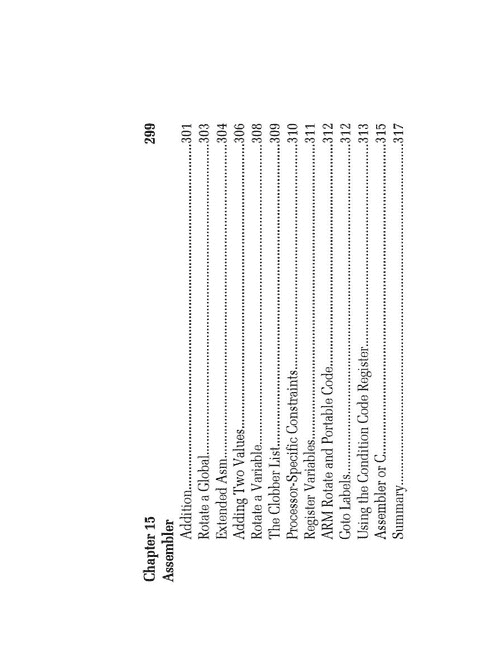 Chapter 15 299
Assembler
Addition...............................................................................301
Rotate a Global...............................................................................303
Extended Asm...............................................................................304
Adding Two Values...............................................................................306
Rotate a Variable...............................................................................308
The Clobber List...............................................................................309
Processor-Specific Constraints...............................................................................310
Register Variables...............................................................................311
ARM Rotate and Portable Code...............................................................................312
Goto Labels...............................................................................312
Using the Condition Code Register...............................................................................313
Assembler or C...............................................................................315
Summary...............................................................................317